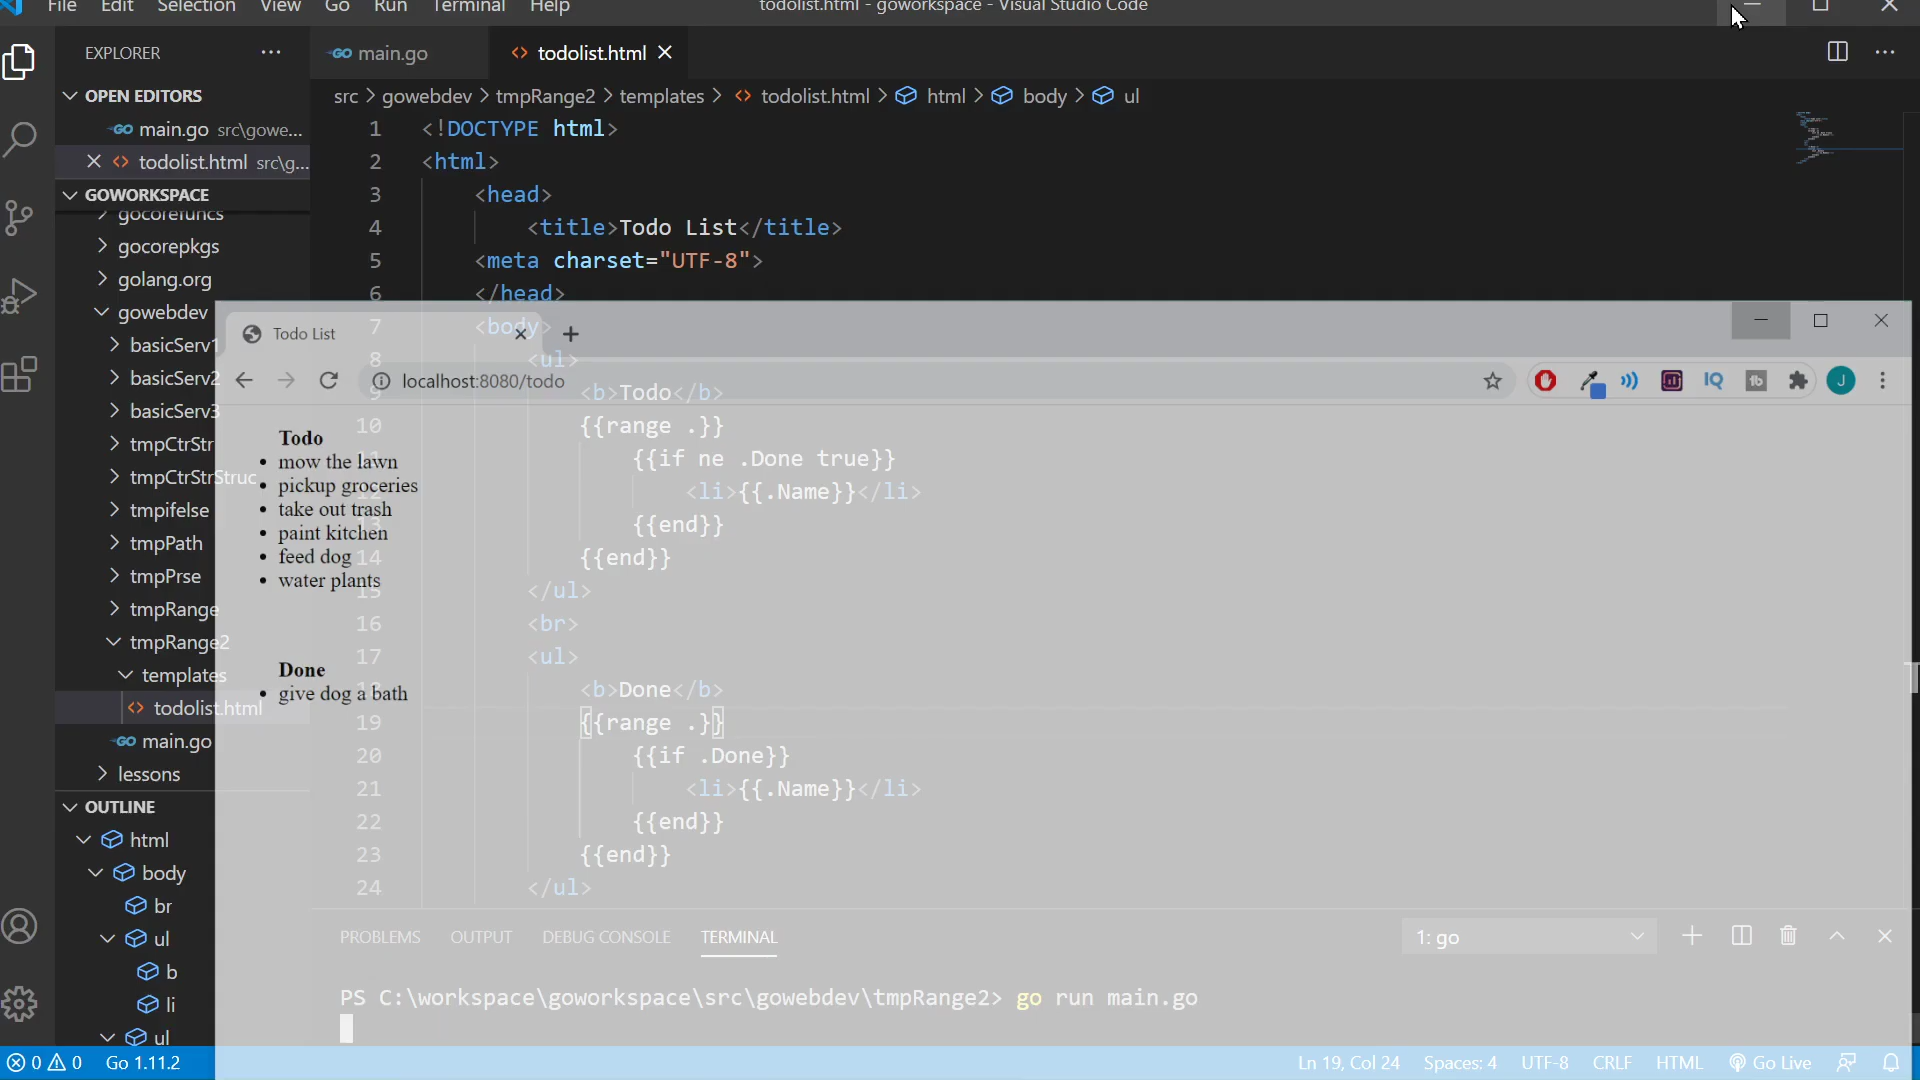 File Edit Selection View Go Run Terminal Help
todolist.html - goworkspace - Visual Studio Code
EXPLORER
main.go
todolist.html
OPEN EDITORS
main.go src\gowe...
todolist.html src\g...
GOWORKSPACE
gocorefuncs
gocorepkgs
golang.org
gowebdev
basicServ1
basicServ2
basicServ3
tmpCtrStr
tmpCtrStrStruc
tmpifelse
tmpPath
tmpPrse
tmpRange
tmpRange2
templates
todolist.html
main.go
lessons
OUTLINE
html
body
br
ul
b
li
ul
src > gowebdev > tmpRange2 > templates > todolist.html > html > body > ul
1 <!DOCTYPE html>
2 <html>
3 <head>
4 <title>Todo List</title>
5 <meta charset="UTF-8">
6 </head>
7 <body>
8 <ul>
9 <b>Todo</b>
10 {{range .}}
11 {{if ne .Done true}}
12 <li>{{.Name}}</li>
13 {{end}}
14 {{end}}
15 </ul>
16 <br>
17 <ul>
18 <b>Done</b>
19 {{range .}}
20 {{if .Done}}
21 <li>{{.Name}}</li>
22 {{end}}
23 {{end}}
24 </ul>
Todo List
localhost:8080/todo
IQ
tb
J
Todo
mow the lawn
pickup groceries
take out trash
paint kitchen
feed dog
water plants
Done
give dog a bath
PROBLEMS OUTPUT DEBUG CONSOLE TERMINAL
1: go
PS C:\workspace\goworkspace\src\gowebdev\tmpRange2> go run main.go
0 0 Go 1.11.2
Ln 19, Col 24 Spaces: 4 UTF-8 CRLF HTML Go Live